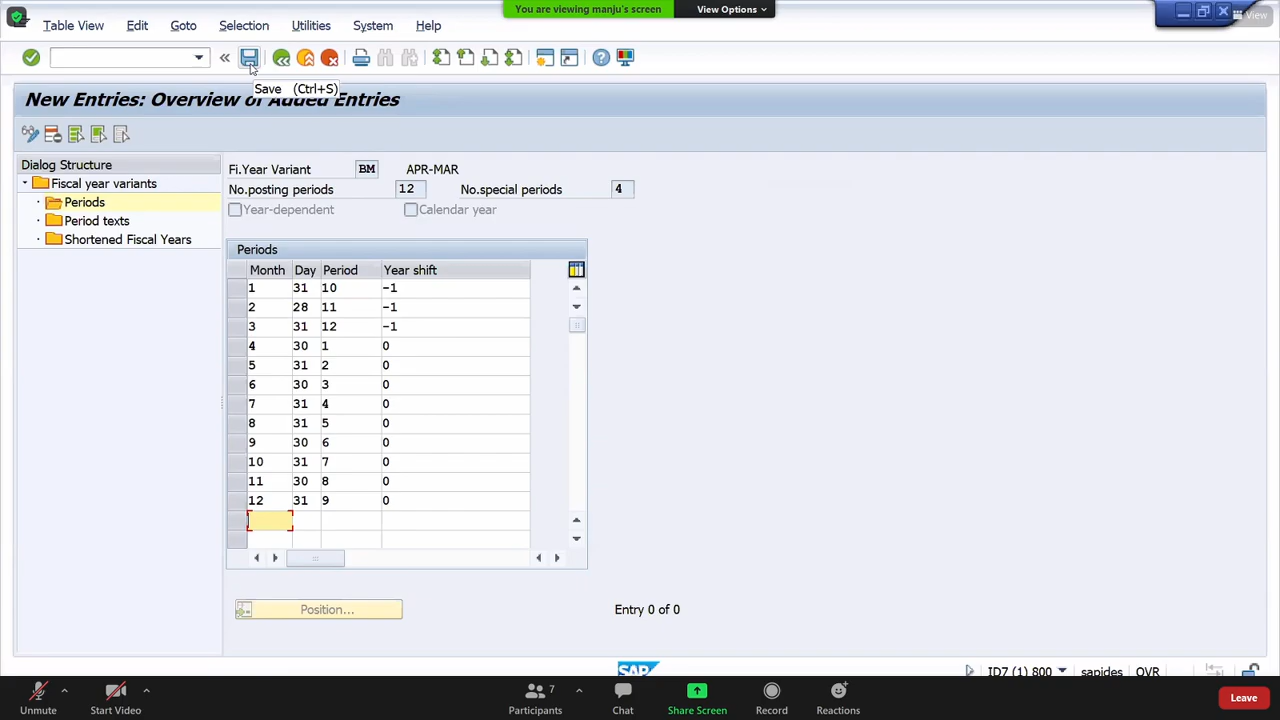 You are viewing manju's screen View Options
View
Table View Edit Goto Selection Utilities System Help
Save (Ctrl+S)
New Entries: Overview of Added Entries
Dialog Structure
Fiscal year variants
Periods
Period texts
Shortened Fiscal Years
Fi.Year Variant BM APR-MAR
No.posting periods 12 No.special periods 4
Year-dependent Calendar year
Periods
Month Day Period Year shift
1 31 10 -1
2 28 11 -1
3 31 12 -1
4 30 1 0
5 31 2 0
6 30 3 0
7 31 4 0
8 31 5 0
9 30 6 0
10 31 7 0
11 30 8 0
12 31 9 0
Position... Entry 0 of 0
SAP ID7 (1) 800 sapides OVR
Unmute Start Video Participants 7 Chat Share Screen Record Reactions Leave